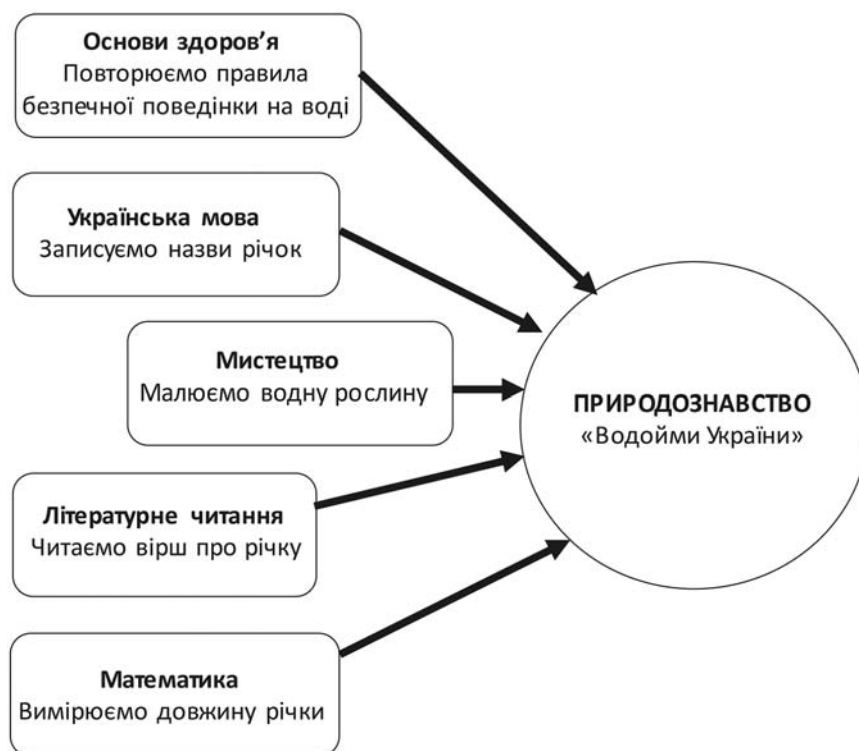 Основи здоров’я
Повторюємо правила
безпечної поведінки на воді
Українська мова
Записуємо назви річок
Мистецтво
Малюємо водну рослину
ПРИРОДОЗНАВСТВО
«Водойми України»
Літературне читання
Читаємо вірш про річку
Математика
Вимірюємо довжину річки